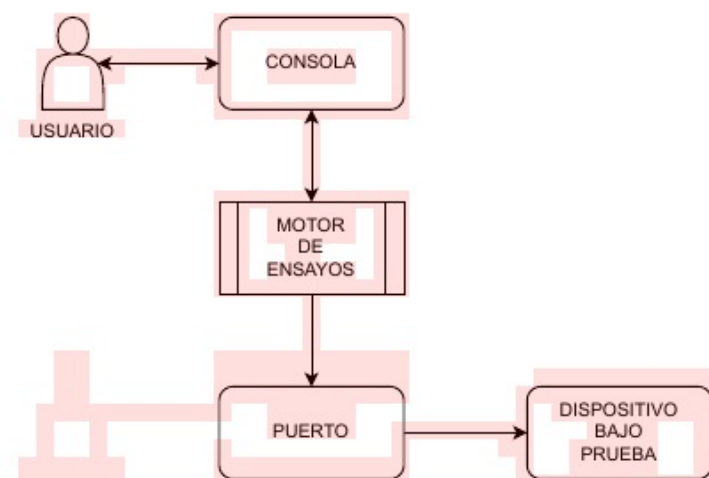 CONSOLA
USUARIO
MOTOR
DE
ENSAYOS
PUERTO
DISPOSITIVO
BAJO
PRUEBA